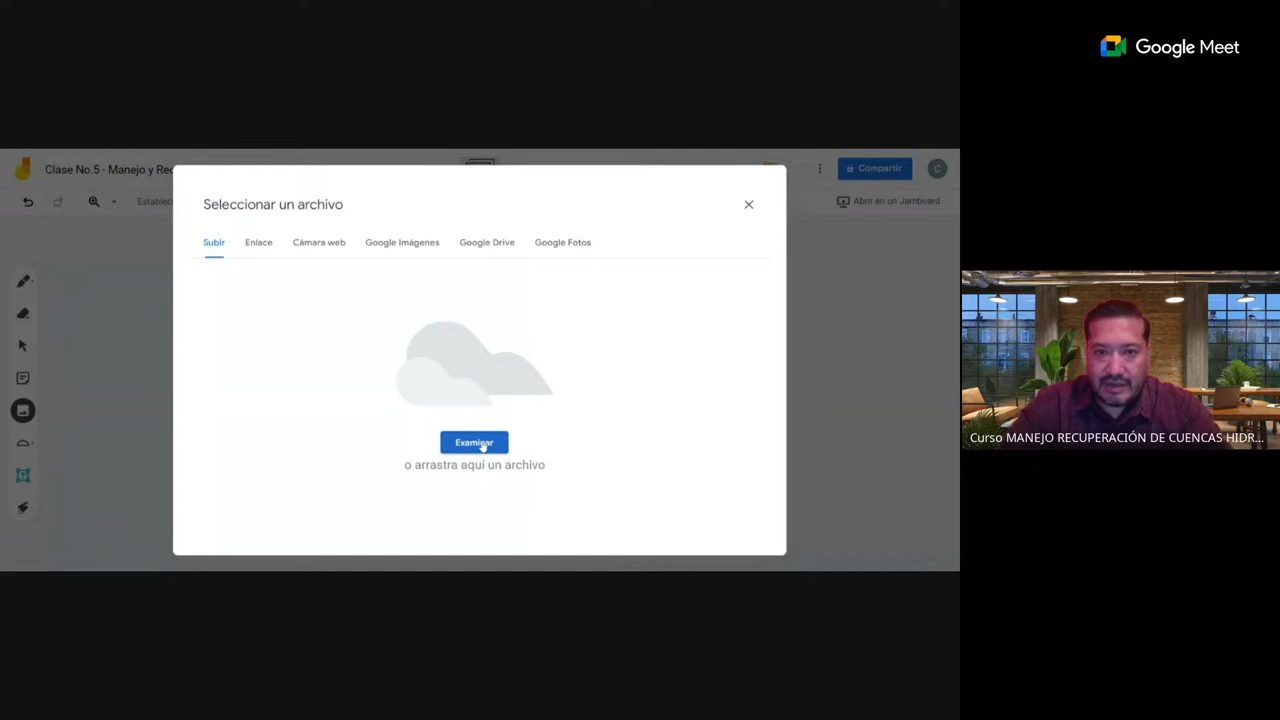 Google Meet
Clase No.5 - Manejo y Rec
Compartir
C
Establec
Abrir en un Jamboard
Seleccionar un archivo
Subir
Enlace
Cámara web
Google Imágenes
Google Drive
Google Fotos
Examinar
o arrastra aquí un archivo
Curso MANEJO RECUPERACIÓN DE CUENCAS HIDR...